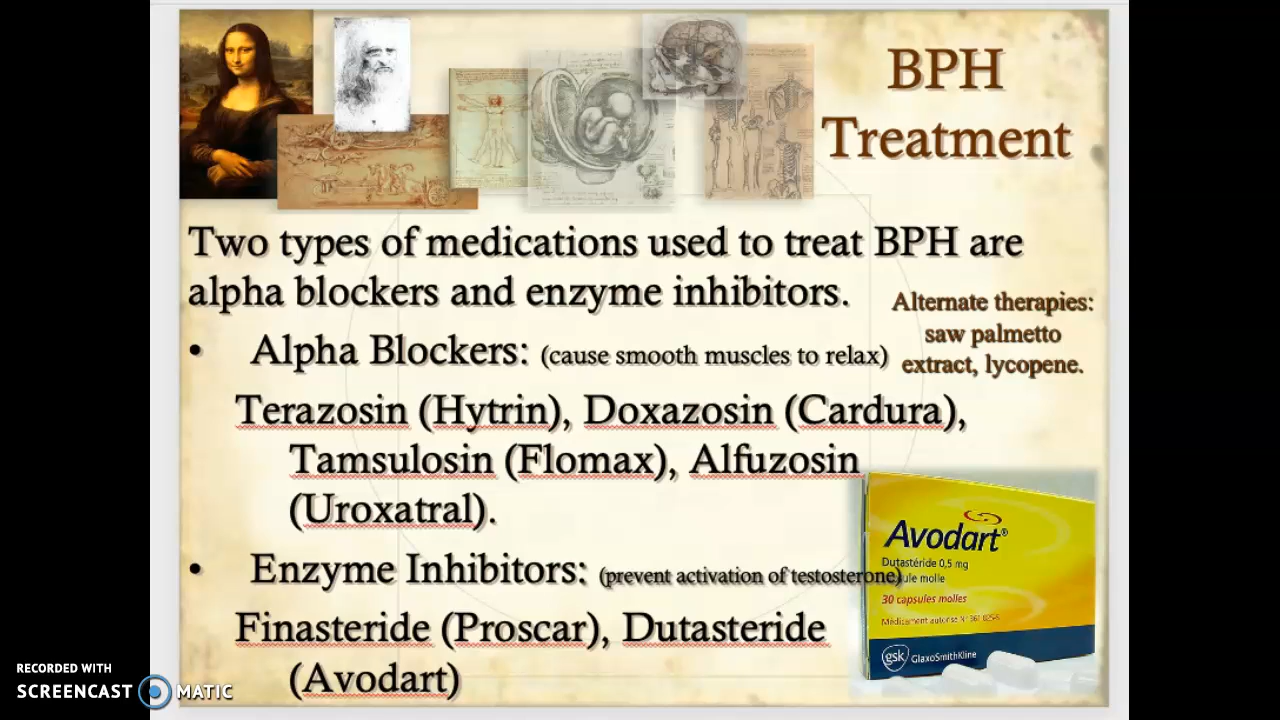 BPH
Treatment
Two types of medications used to treat BPH are
alpha blockers and enzyme inhibitors.
Alternate therapies:
saw palmetto
extract, lycopene.
• Alpha Blockers: (cause smooth muscles to relax)
Terazosin (Hytrin), Doxazosin (Cardura),
Tamsulosin (Flomax), Alfuzosin
(Uroxatral).
• Enzyme Inhibitors: (prevent activation of testosterone)
Finasteride (Proscar), Dutasteride
(Avodart)
Avodart®
Dutastéride 0,5 mg
molle
30 capsules molles
Médicament autorisé N°
gsk GlaxoSmithKline
RECORDED WITH
SCREENCAST MATIC